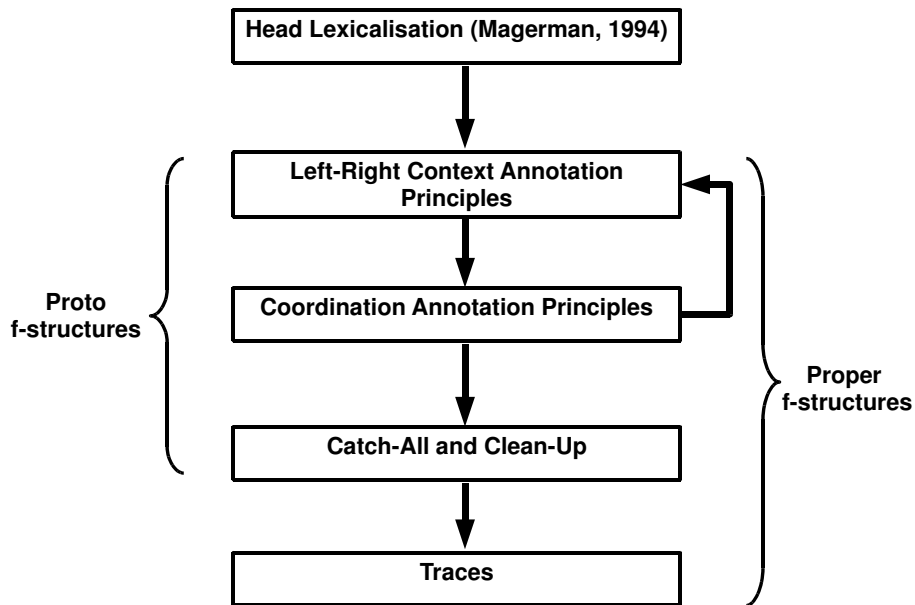 Head Lexicalisation (Magerman, 1994)
Left-Right Context Annotation
Principles
Proto
f-structures
Coordination Annotation Principles
Proper
f-structures
Catch-All and Clean-Up
Traces